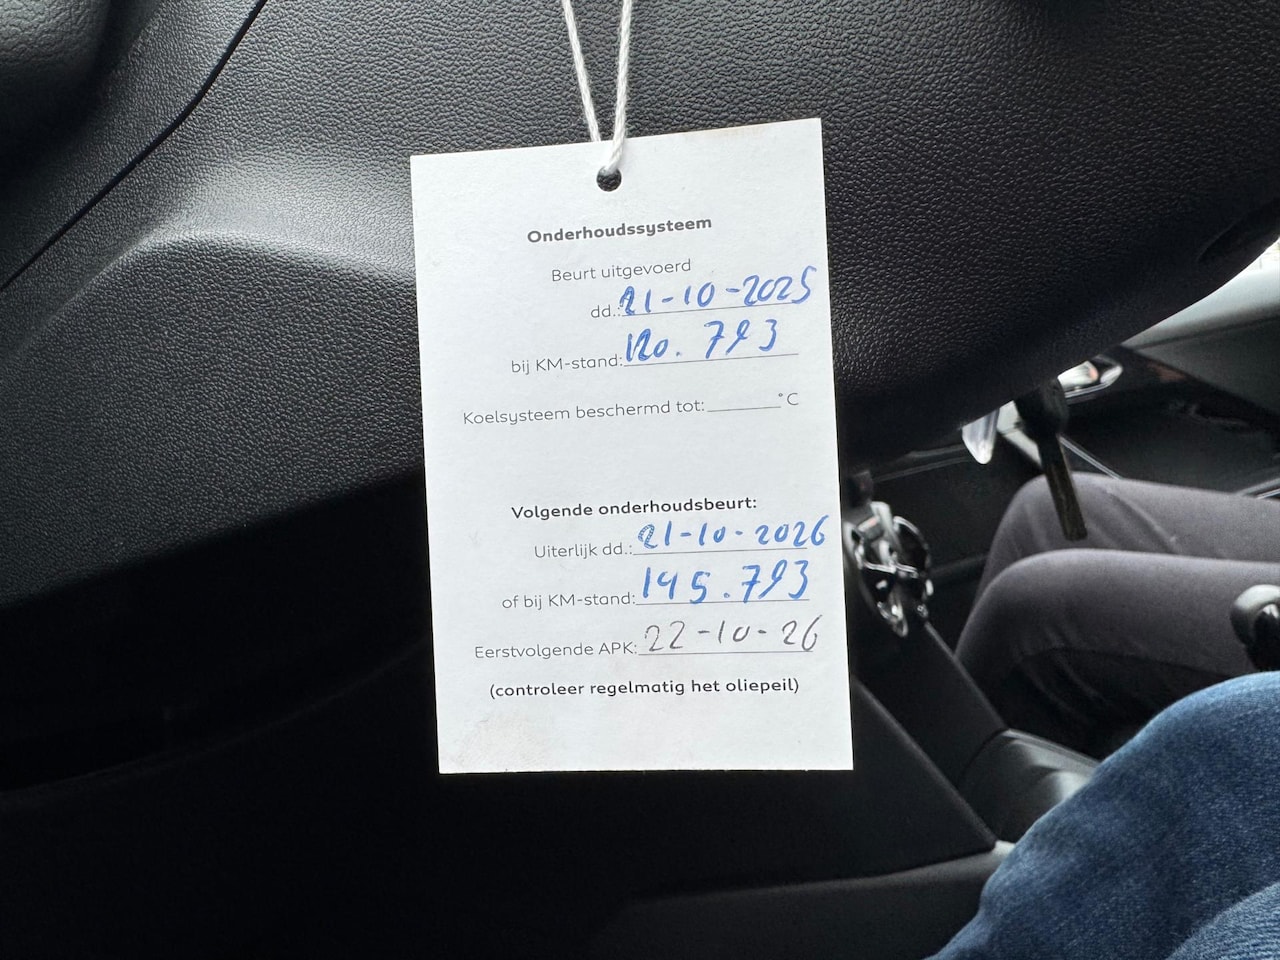 Onderhoudssysteem
Beurt uitgevoerd
dd.: 21-10-2025
bij KM-stand: 120.793
Koelsysteem beschermd tot: °C
Volgende onderhoudsbeurt:
Uiterlijk dd.: 21-10-2026
of bij KM-stand: 145.793
Eerstvolgende APK: 22-10-26
(controleer regelmatig het oliepeil)